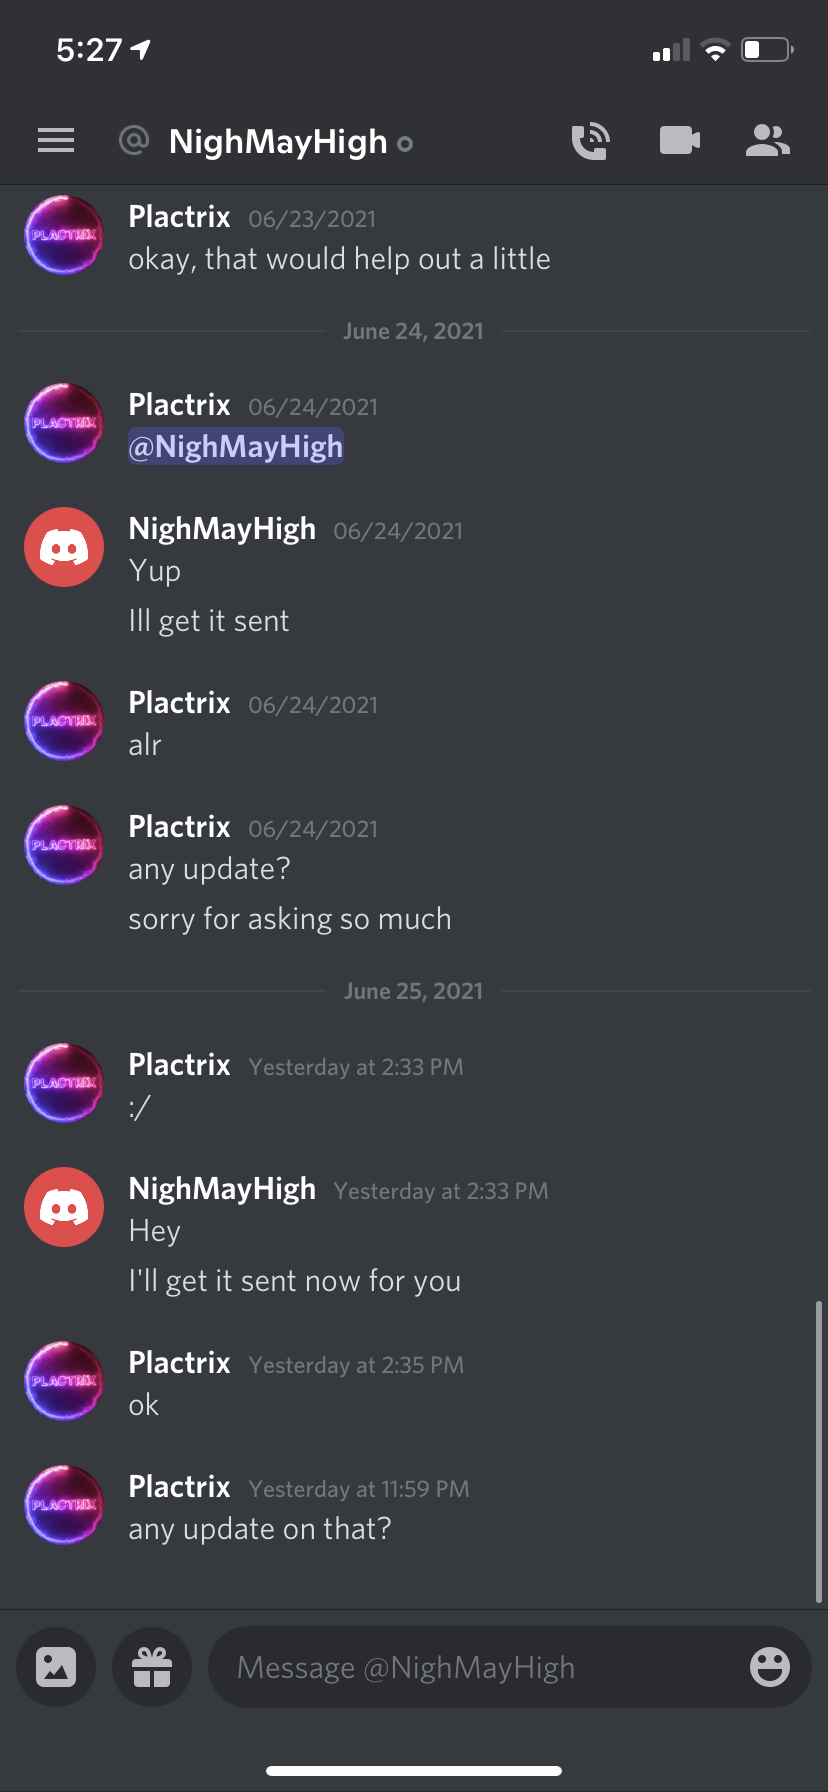 5:27
@ NighMayHigh
PLACTRIX
Plactrix 06/23/2021
okay, that would help out a little
June 24, 2021
PLACTRIX
Plactrix 06/24/2021
@NighMayHigh
NighMayHigh 06/24/2021
Yup
Ill get it sent
PLACTRIX
Plactrix 06/24/2021
alr
PLACTRIX
Plactrix 06/24/2021
any update?
sorry for asking so much
June 25, 2021
PLACTRIX
Plactrix Yesterday at 2:33 PM
:/
NighMayHigh Yesterday at 2:33 PM
Hey
I'll get it sent now for you
PLACTRIX
Plactrix Yesterday at 2:35 PM
ok
PLACTRIX
Plactrix Yesterday at 11:59 PM
any update on that?
Message @NighMayHigh